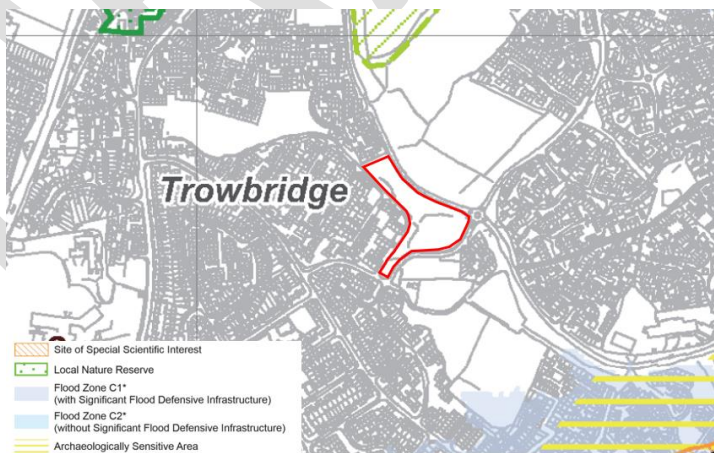 Trowbridge
Site of Special Scientific Interest
Local Nature Reserve
Flood Zone C1*
(with Significant Flood Defensive Infrastructure)
Flood Zone C2*
(without Significant Flood Defensive Infrastructure)
Archaeologically Sensitive Area